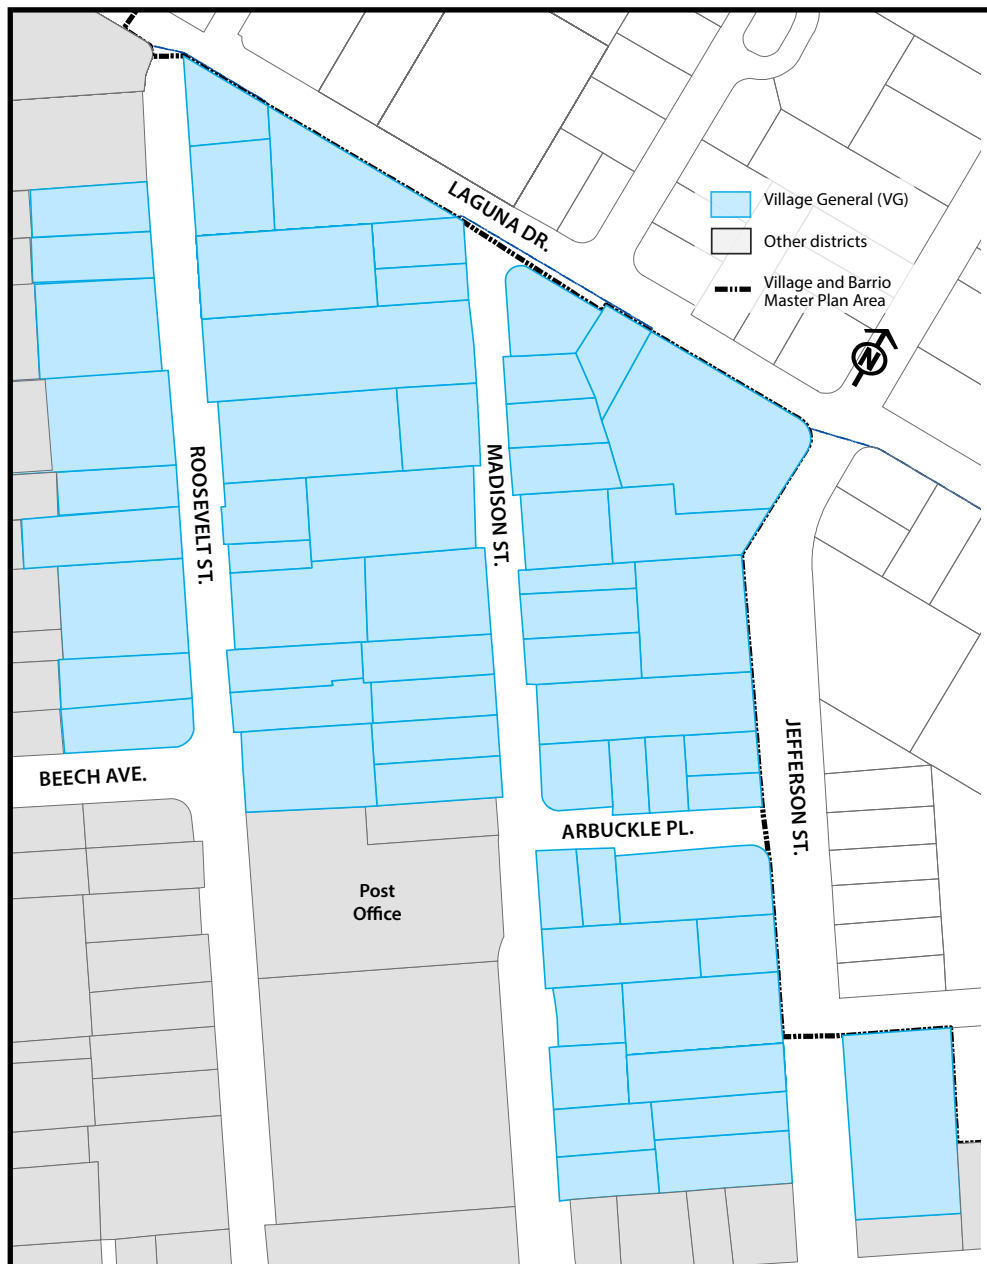 LAGUNA DR.
Village General (VG)
Other districts
Village and Barrio
Master Plan Area
N
ROOSEVELT ST.
MADISON ST.
JEFFERSON ST.
BEECH AVE.
ARBUCKLE PL.
Post
Office